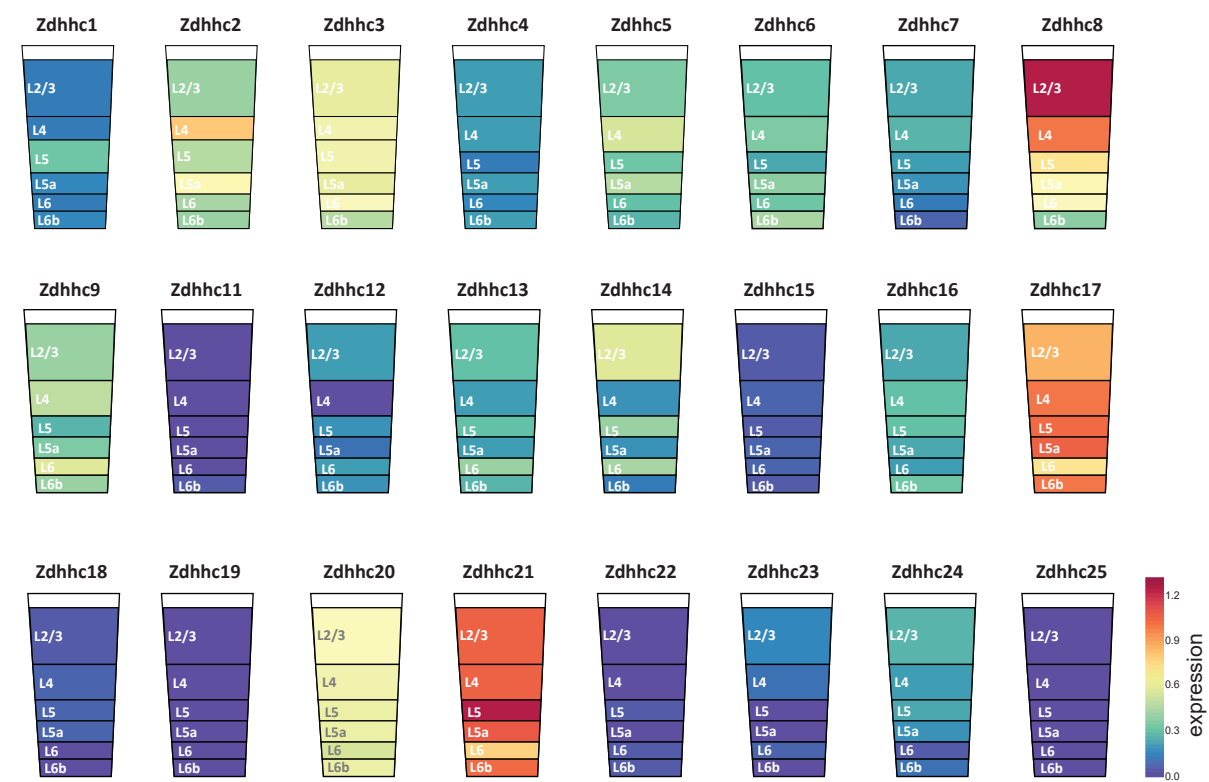 Zdhhc1 Zdhhc2 Zdhhc3 Zdhhc4 Zdhhc5 Zdhhc6 Zdhhc7 Zdhhc8
L2/3 L2/3 L2/3 L2/3 L2/3 L2/3 L2/3 L2/3
L4 L4 L4 L4 L4 L4 L4 L4
L5 L5 L5 L5 L5 L5 L5 L5
L5a L5a L5a L5a L5a L5a L5a L5a
L6 L6 L6 L6 L6 L6 L6 L6
L6b L6b L6b L6b L6b L6b L6b L6b
Zdhhc9 Zdhhc11 Zdhhc12 Zdhhc13 Zdhhc14 Zdhhc15 Zdhhc16 Zdhhc17
L2/3 L2/3 L2/3 L2/3 L2/3 L2/3 L2/3 L2/3
L4 L4 L4 L4 L4 L4 L4 L4
L5 L5 L5 L5 L5 L5 L5 L5
L5a L5a L5a L5a L5a L5a L5a L5a
L6 L6 L6 L6 L6 L6 L6 L6
L6b L6b L6b L6b L6b L6b L6b L6b
Zdhhc18 Zdhhc19 Zdhhc20 Zdhhc21 Zdhhc22 Zdhhc23 Zdhhc24 Zdhhc25
L2/3 L2/3 L2/3 L2/3 L2/3 L2/3 L2/3 L2/3
L4 L4 L4 L4 L4 L4 L4 L4
L5 L5 L5 L5 L5 L5 L5 L5
L5a L5a L5a L5a L5a L5a L5a L5a
L6 L6 L6 L6 L6 L6 L6 L6
L6b L6b L6b L6b L6b L6b L6b L6b
1.2
0.9
0.6
0.3
0.0
expression